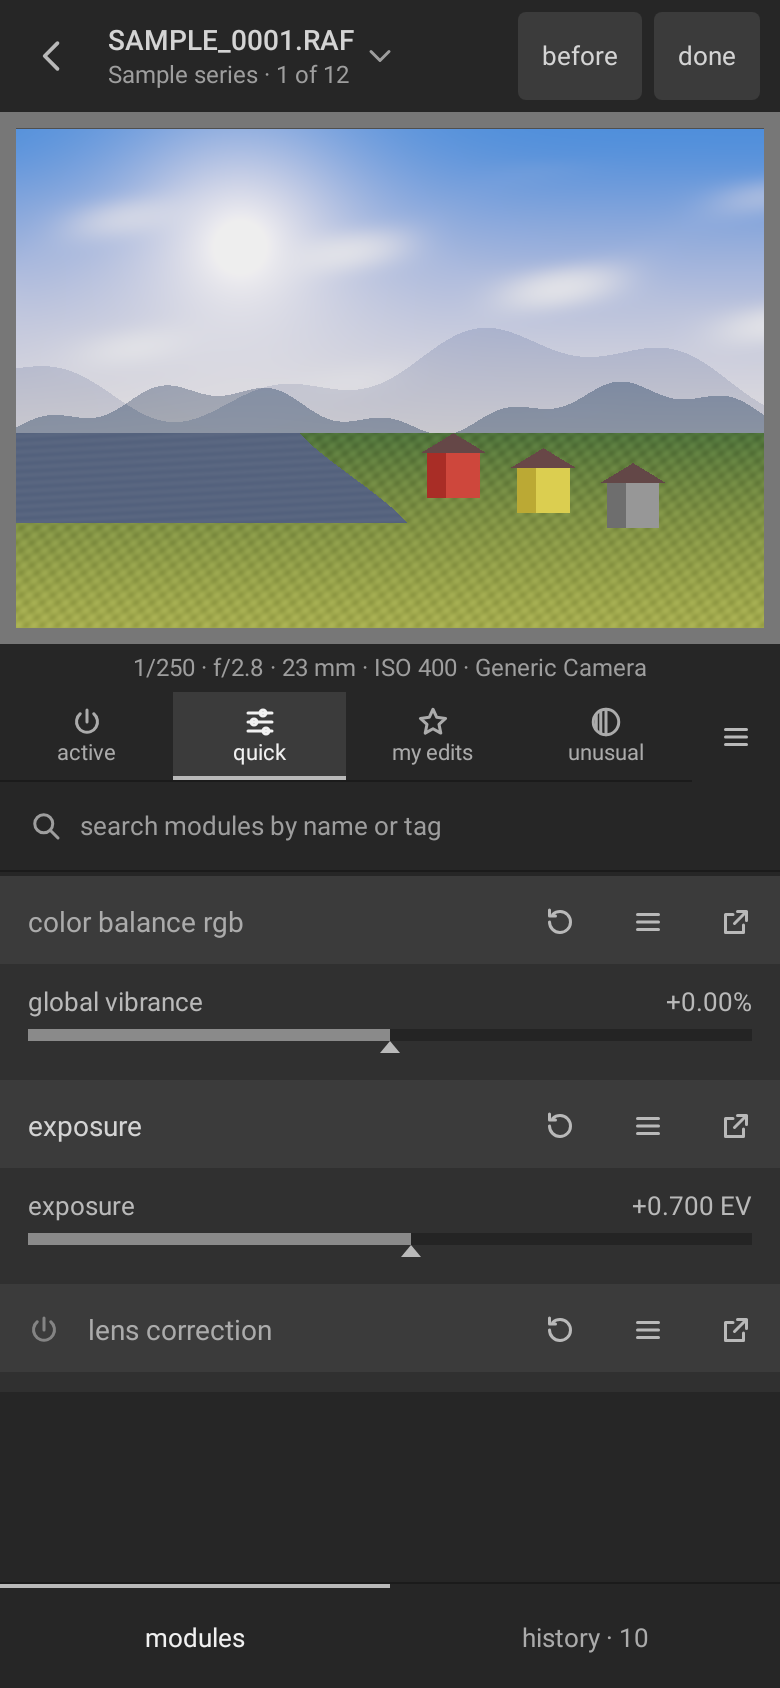 SAMPLE_0001.RAF
Sample series · 1 of 12
before
done
1/250 · f/2.8 · 23 mm · ISO 400 · Generic Camera
active
quick
my edits
unusual
search modules by name or tag
color balance rgb
global vibrance +0.00%
exposure
exposure +0.700 EV
lens correction
modules
history · 10